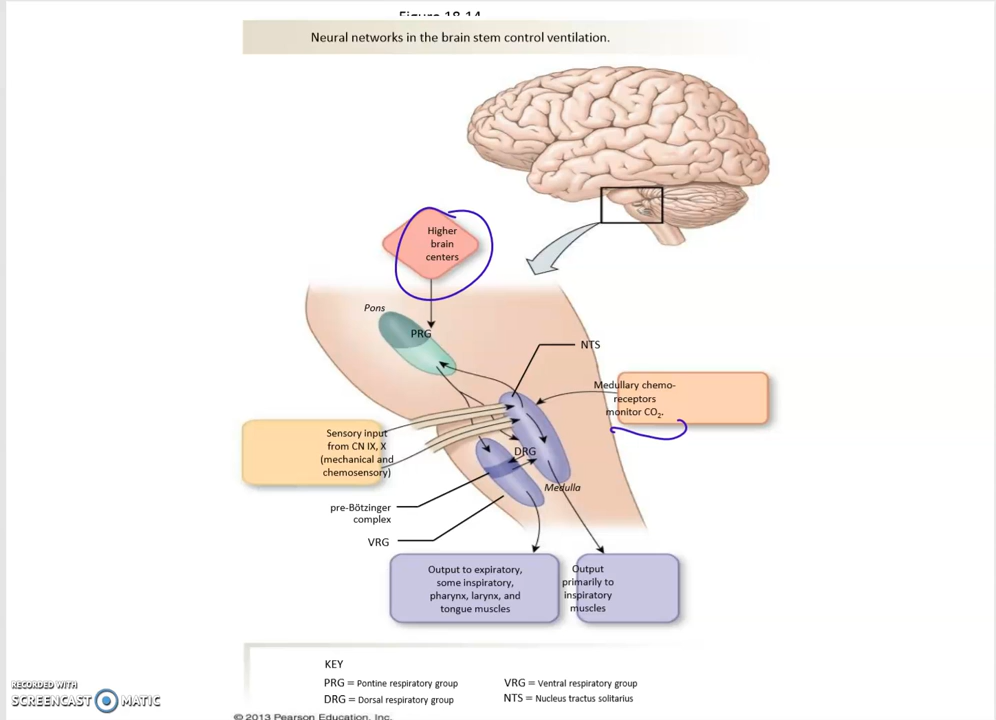 Figure 18.14
Neural networks in the brain stem control ventilation.
Higher
brain
centers
Pons
PRG
NTS
Medullary chemo-
receptors
monitor CO₂.
Sensory input
from CN IX, X
(mechanical and
chemosensory)
DRG
Medulla
pre-Bötzinger
complex
VRG
Output to expiratory,
some inspiratory,
pharynx, larynx, and
tongue muscles
Output
primarily to
inspiratory
muscles
KEY
PRG = Pontine respiratory group
DRG = Dorsal respiratory group
VRG = Ventral respiratory group
NTS = Nucleus tractus solitarius
RECORDED WITH
SCREENCAST MATIC
© 2013 Pearson Education, Inc.